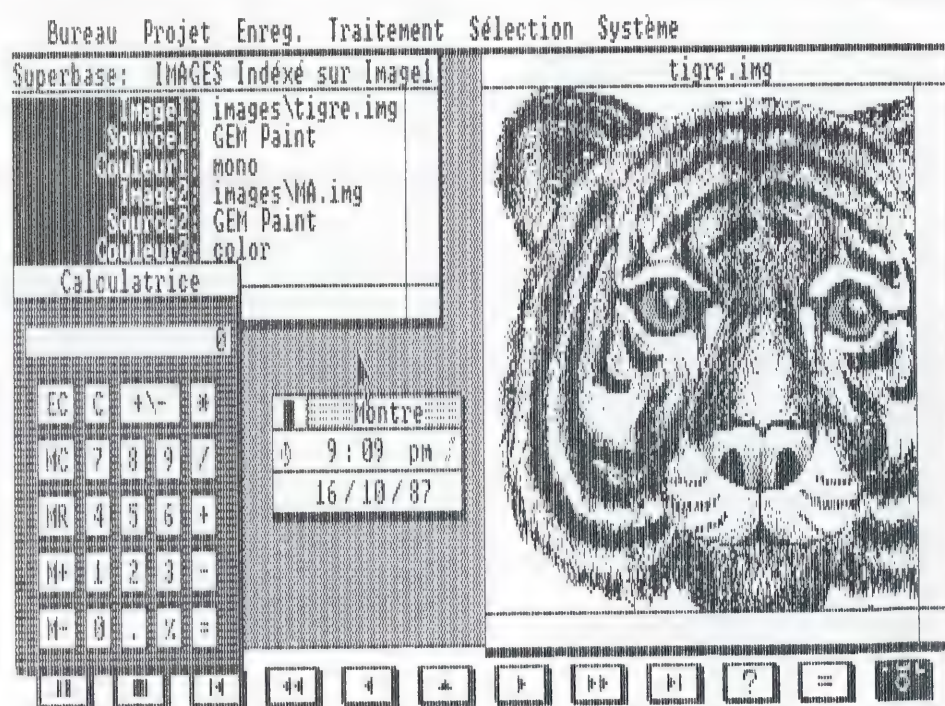 Bureau Projet Enreg. Traitement Sélection Système
Superbase: IMAGES Indéxé sur Image1
Image1: images\tigre.img
Source1: GEM Paint
Couleur1: mono
Image2: images\MA.img
Source2: GEM Paint
Couleur2: color
tigre.img
Calculatrice
0
EC C +\- *
MC 7 8 9 /
MR 4 5 6 +
M+ 1 2 3 -
M- 0 . % =
Montre
9:09 pm
16/10/87
? =